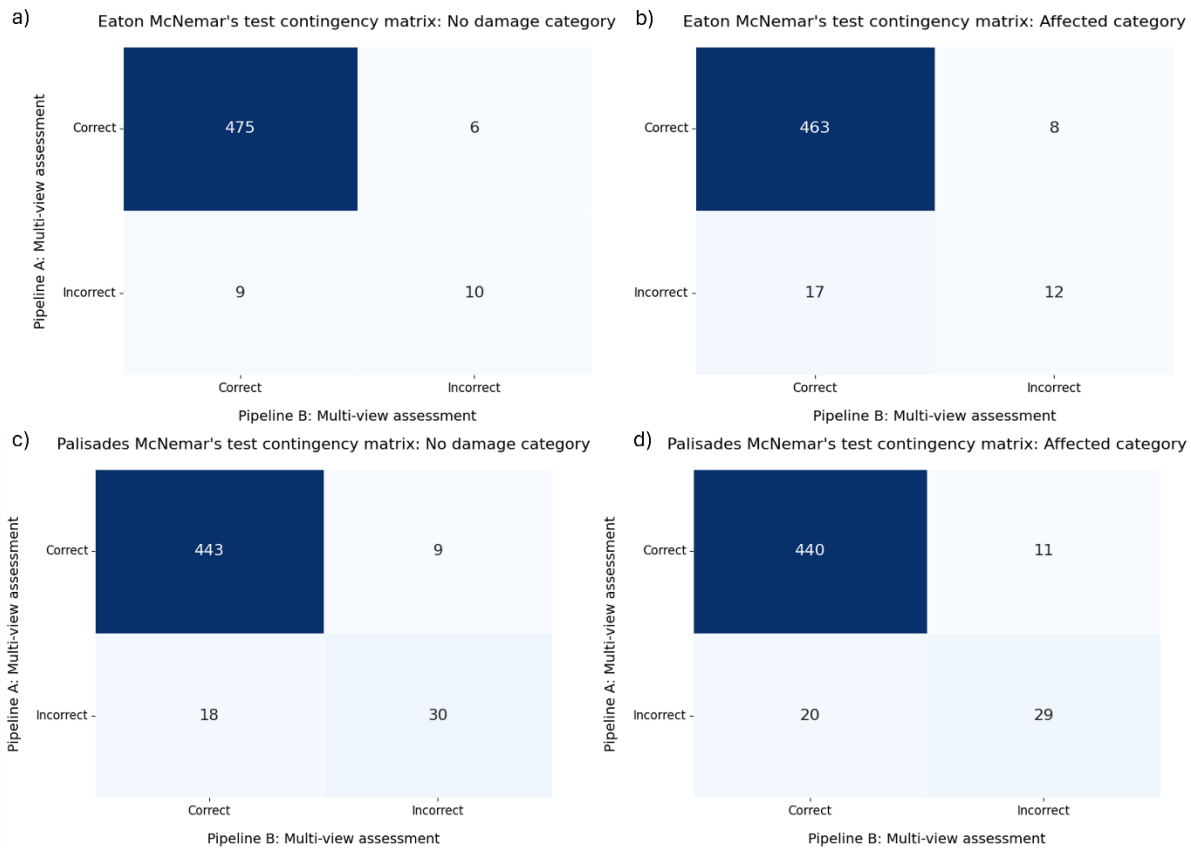 a)
Eaton McNemar's test contingency matrix: No damage category
Pipeline A: Multi-view assessment
Correct
475
6
Incorrect
9
10
Correct
Incorrect
Pipeline B: Multi-view assessment
b)
Eaton McNemar's test contingency matrix: Affected category
Correct
463
8
Incorrect
17
12
Correct
Incorrect
Pipeline B: Multi-view assessment
c)
Palisades McNemar's test contingency matrix: No damage category
Pipeline A: Multi-view assessment
Correct
443
9
Incorrect
18
30
Correct
Incorrect
Pipeline B: Multi-view assessment
d)
Palisades McNemar's test contingency matrix: Affected category
Pipeline A: Multi-view assessment
Correct
440
11
Incorrect
20
29
Correct
Incorrect
Pipeline B: Multi-view assessment